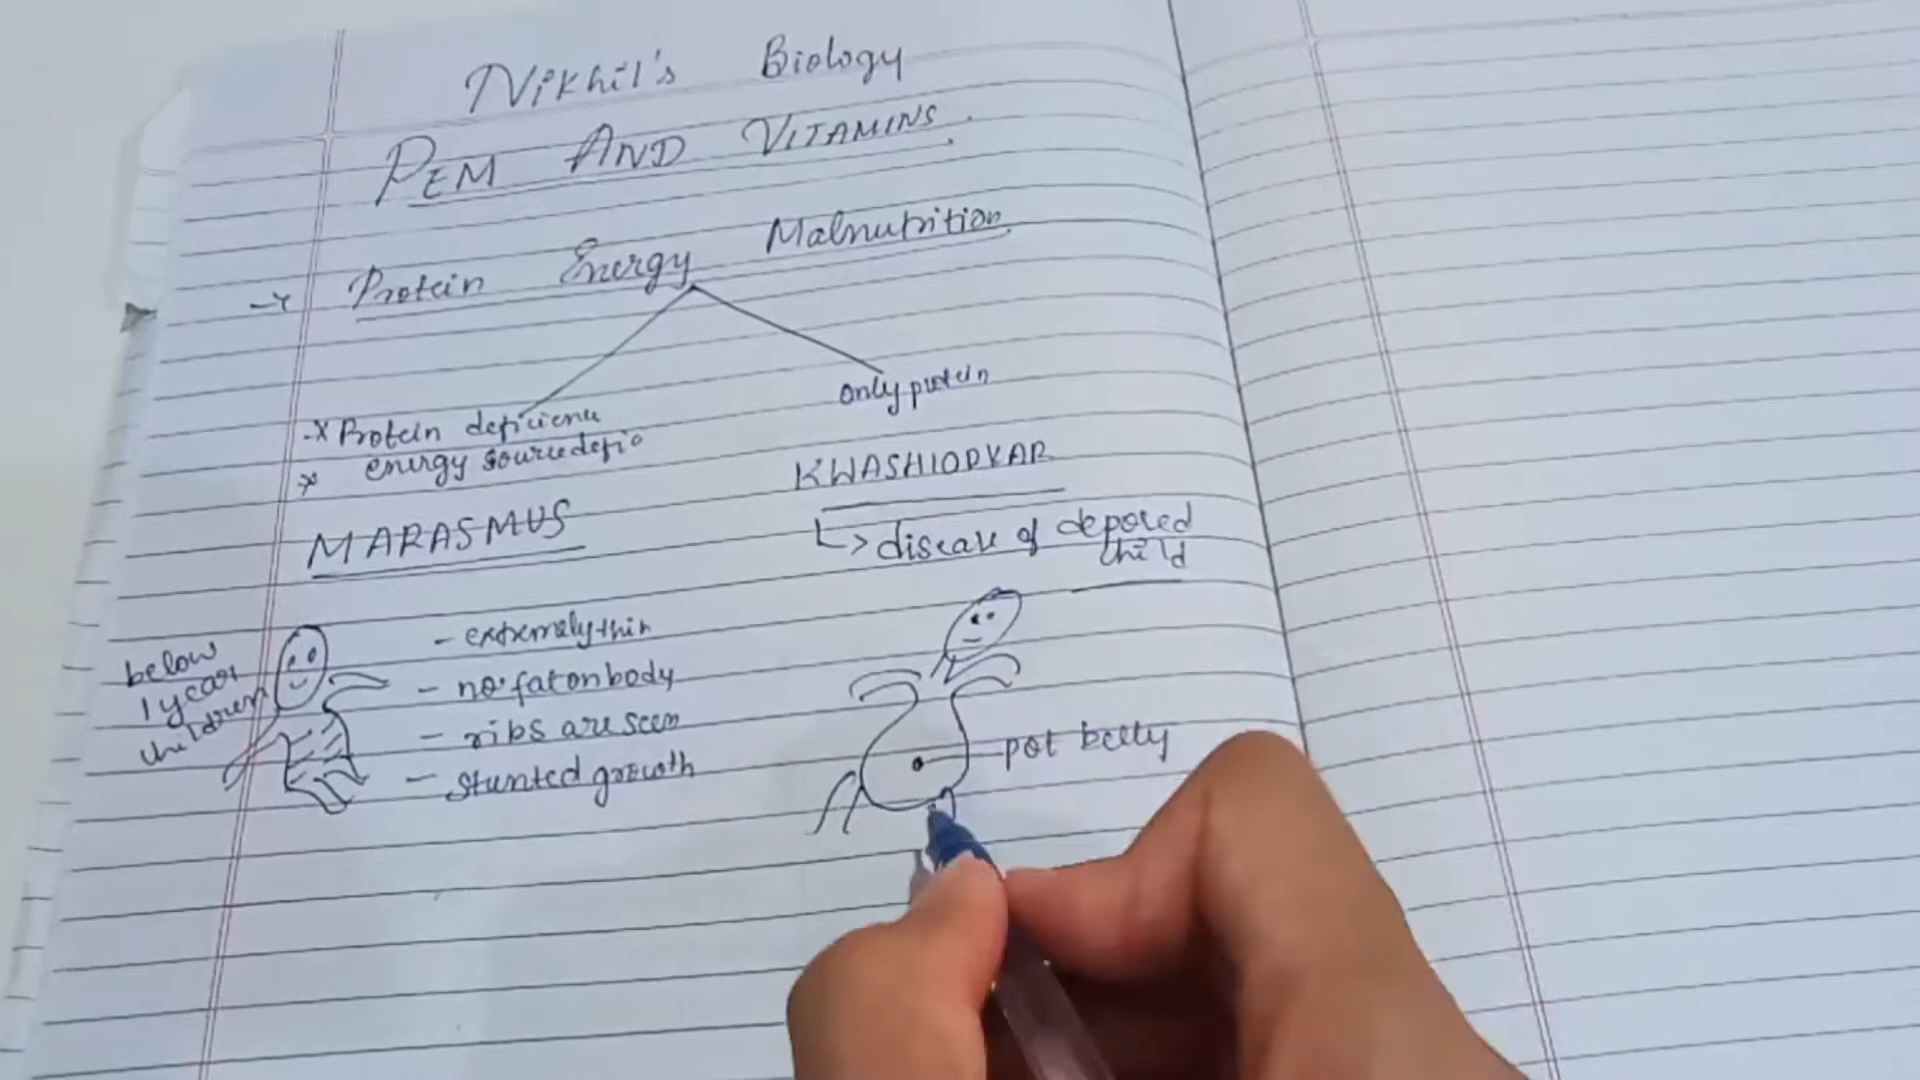 Nikhil's Biology
PEM AND VITAMINS.
Protein Energy Malnutrition
Only protein
Protein deficiency
energy source defic
KWASHIORKAR
MARASMUS
disease of depored
child
below
1 year
children
- extremely thin
- no fat on body
- ribs are seen
- stunted growth
pot belly